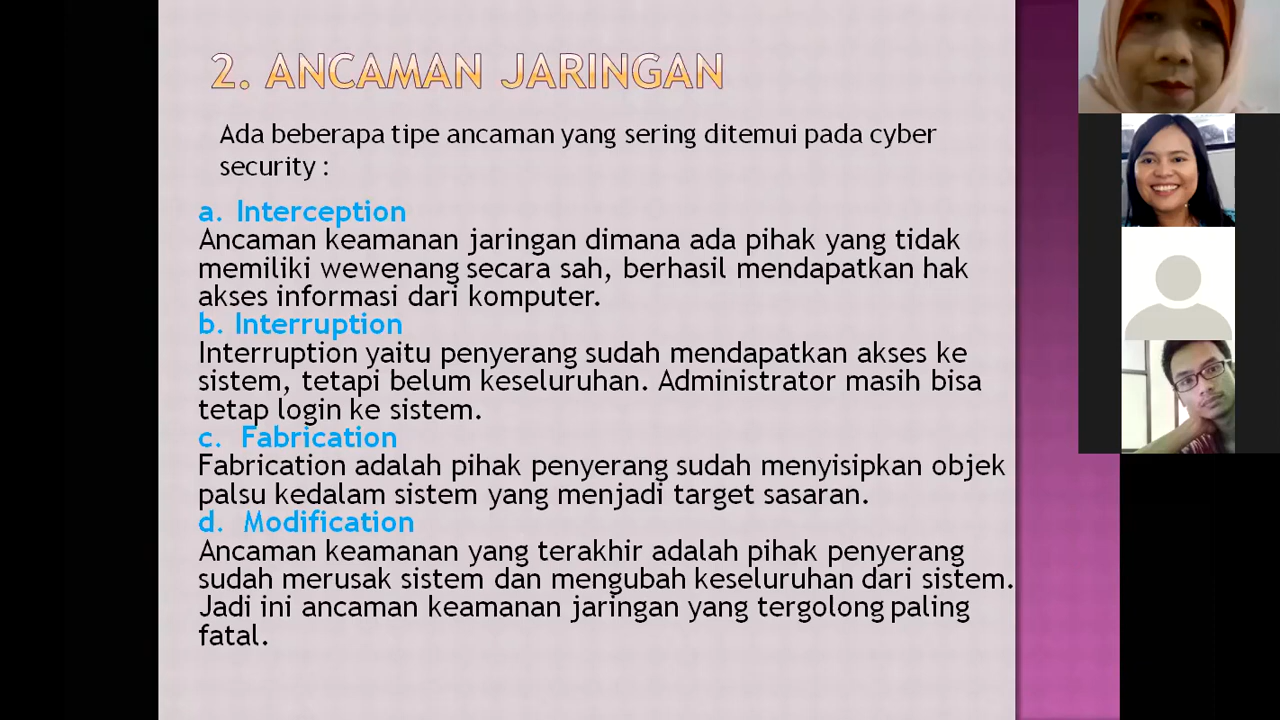 2. ANCAMAN JARINGAN
Ada beberapa tipe ancaman yang sering ditemui pada cyber
security :
a. Interception
Ancaman keamanan jaringan dimana ada pihak yang tidak
memiliki wewenang secara sah, berhasil mendapatkan hak
akses informasi dari komputer.
b. Interruption
Interruption yaitu penyerang sudah mendapatkan akses ke
sistem, tetapi belum keseluruhan. Administrator masih bisa
tetap login ke sistem.
c. Fabrication
Fabrication adalah pihak penyerang sudah menyisipkan objek
palsu kedalam sistem yang menjadi target sasaran.
d. Modification
Ancaman keamanan yang terakhir adalah pihak penyerang
sudah merusak sistem dan mengubah keseluruhan dari sistem.
Jadi ini ancaman keamanan jaringan yang tergolong paling
fatal.